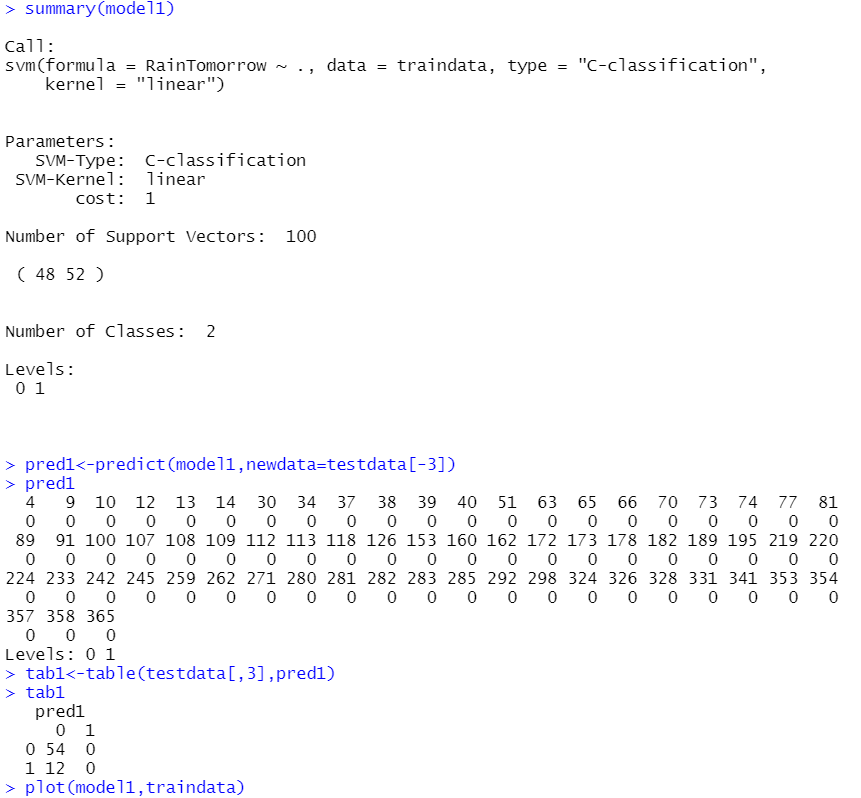 > summary(model1)
Call:
svm(formula = RainTomorrow ~ ., data = traindata, type = "C-classification",
    kernel = "linear")
Parameters:
   SVM-Type:  C-classification
 SVM-Kernel:  linear
       cost:  1
Number of Support Vectors:  100
 ( 48 52 )
Number of Classes:  2
Levels:
 0 1
> pred1<-predict(model1,newdata=testdata[-3])
> pred1
  4   9  10  12  13  14  30  34  37  38  39  40  51  63  65  66  70  73  74  77  81
  0   0   0   0   0   0   0   0   0   0   0   0   0   0   0   0   0   0   0   0   0
 89  91 100 107 108 109 112 113 118 126 153 160 162 172 173 178 182 189 195 219 220
  0   0   0   0   0   0   0   0   0   0   0   0   0   0   0   0   0   0   0   0   0
224 233 242 245 259 262 271 280 281 282 283 285 292 298 324 326 328 331 341 353 354
  0   0   0   0   0   0   0   0   0   0   0   0   0   0   0   0   0   0   0   0   0
357 358 365
  0   0   0
Levels: 0 1
> tab1<-table(testdata[,3],pred1)
> tab1
   pred1
     0  1
  0 54  0
  1 12  0
> plot(model1,traindata)